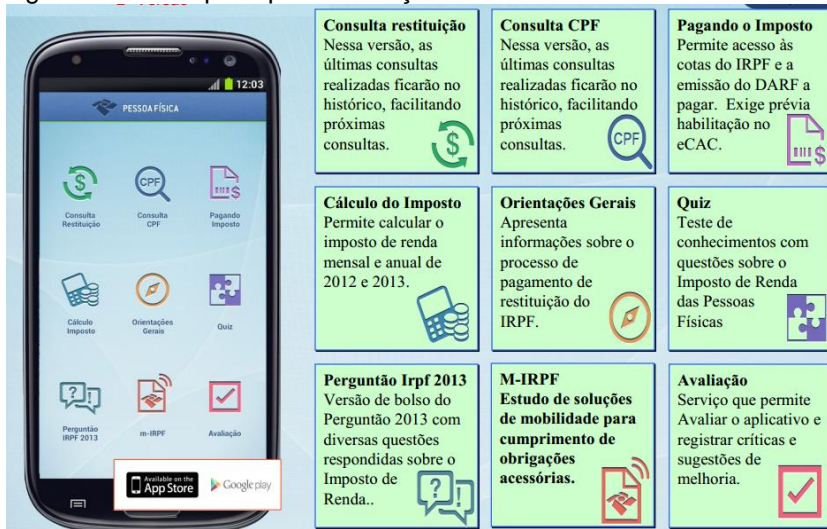 12:03
PESSOA FÍSICA
Consulta
Restituição
Consulta
CPF
Pagando
Imposto
Cálculo
Imposto
Orientações
Gerais
Quiz
Perguntão
IRPF 2013
m-IRPF
Avaliação
Available on the
App Store
Google play
Consulta restituição
Nessa versão, as
últimas consultas
realizadas ficarão no
histórico, facilitando
próximas
consultas.
Consulta CPF
Nessa versão, as
últimas consultas
realizadas ficarão no
histórico, facilitando
próximas
consultas.
CPF
Pagando o Imposto
Permite acesso às
cotas do IRPF e a
emissão do DARF a
pagar. Exige prévia
habilitação no
eCAC.
Cálculo do Imposto
Permite calcular o
imposto de renda
mensal e anual de
2012 e 2013.
Orientações Gerais
Apresenta
informações sobre o
processo de
pagamento de
restituição do
IRPF.
Quiz
Teste de
conhecimentos com
questões sobre o
Imposto de Renda
das Pessoas
Físicas
Perguntão Irpf 2013
Versão de bolso do
Perguntão 2013 com
diversas questões
respondidas sobre o
Imposto de
Renda..
M-IRPF
Estudo de soluções
de mobilidade para
cumprimento de
obrigações
acessórias.
Avaliação
Serviço que permite
Avaliar o aplicativo e
registrar críticas e
sugestões de
melhoria.